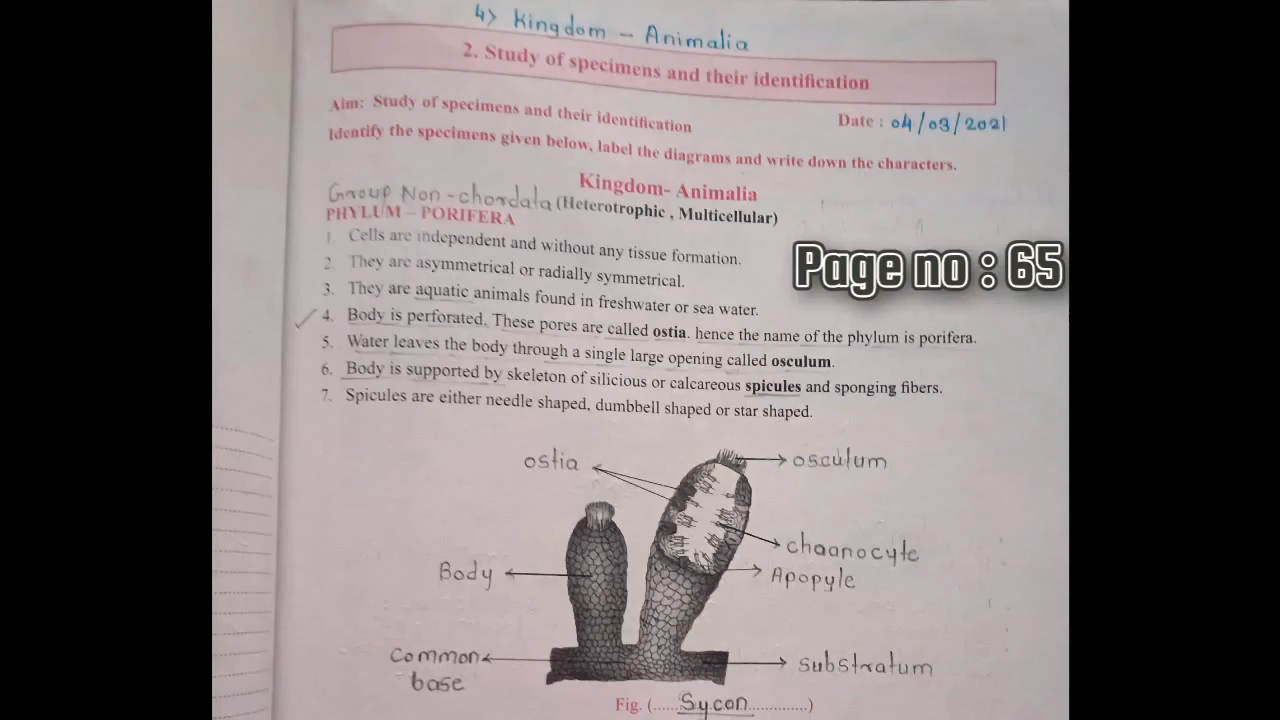 4> Kingdom - Animalia
2. Study of specimens and their identification
Aim: Study of specimens and their identification
Date : 04/03/2021
Identify the specimens given below, label the diagrams and write down the characters.
Kingdom- Animalia
Group Non-chordata (Heterotrophic , Multicellular)
PHYLUM – PORIFERA
1. Cells are independent and without any tissue formation.
2. They are asymmetrical or radially symmetrical.
Page no : 65
3. They are aquatic animals found in freshwater or sea water.
4. Body is perforated. These pores are called ostia. hence the name of the phylum is porifera.
5. Water leaves the body through a single large opening called osculum.
6. Body is supported by skeleton of silicious or calcareous spicules and sponging fibers.
7. Spicules are either needle shaped, dumbbell shaped or star shaped.
ostia
osculum
chaanocyte
Body
Apopyle
Common base
substratum
Fig. (......Sycon.............)